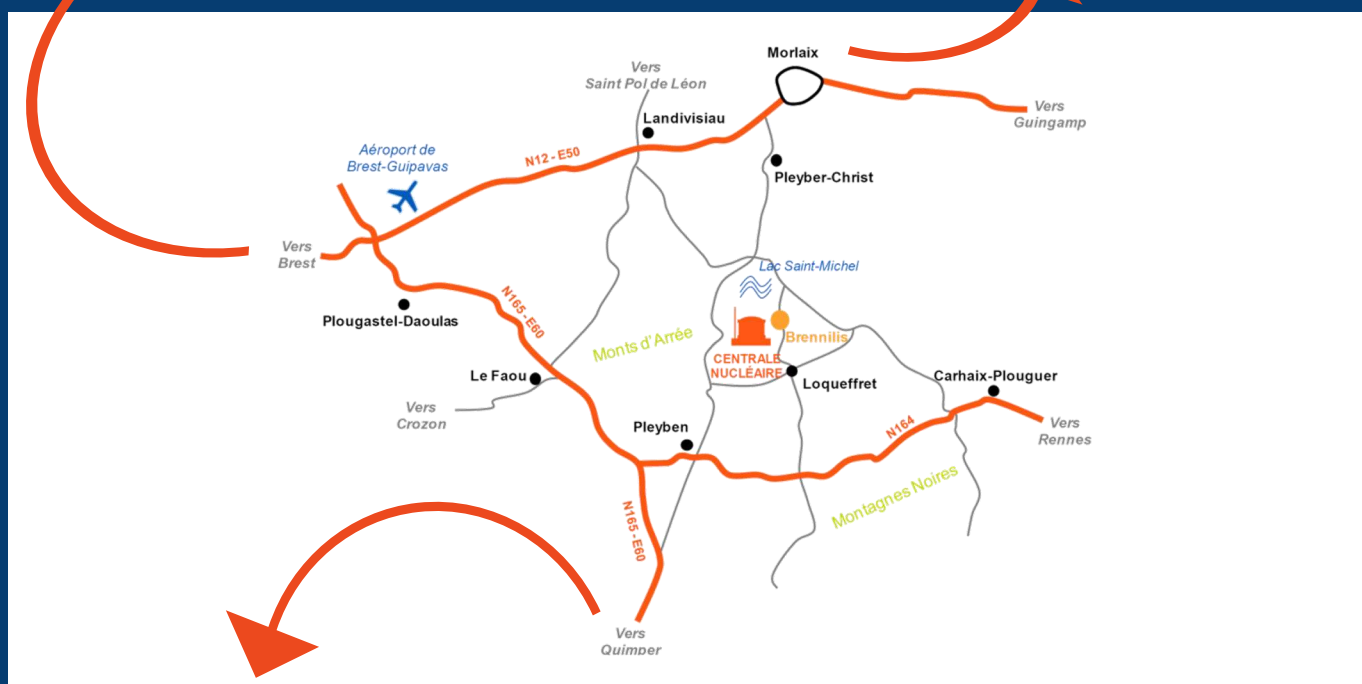 Morlaix
Vers
Saint Pol de Léon
Vers
Guingamp
Landivisiau
Aéroport de
Brest-Guipavas
N12 - E50
Pleyber-Christ
Vers
Brest
Lac Saint-Michel
Plougastel-Daoulas
N165 - E60
Monts d'Arrée
Brennilis
CENTRALE
NUCLÉAIRE
Le Faou
Loqueffret
Carhaix-Plouguer
Vers
Crozon
Pleyben
N164
Vers
Rennes
Montagnes Noires
N165 - E60
Vers
Quimper